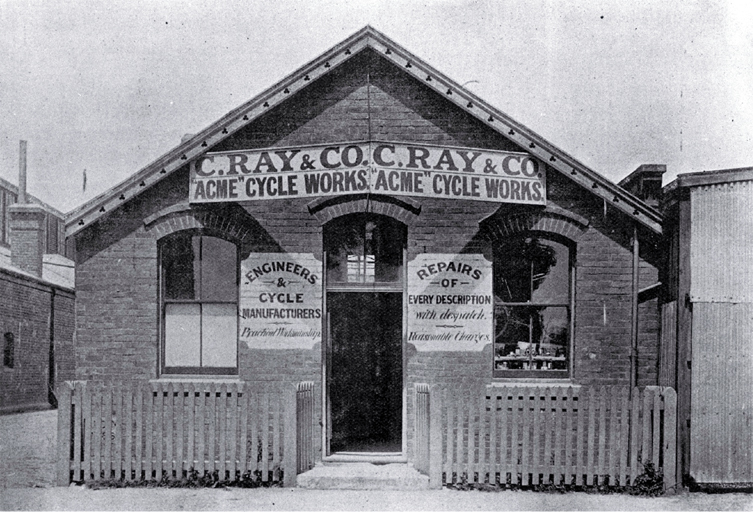 C. RAY & CO. C. RAY & CO.
"ACME" CYCLE WORKS. "ACME" CYCLE WORKS.
ENGINEERS
&
CYCLE
MANUFACTURERS
Practical Workmanship.
REPAIRS
OF
EVERY DESCRIPTION
with despatch.
Reasonable Charges.